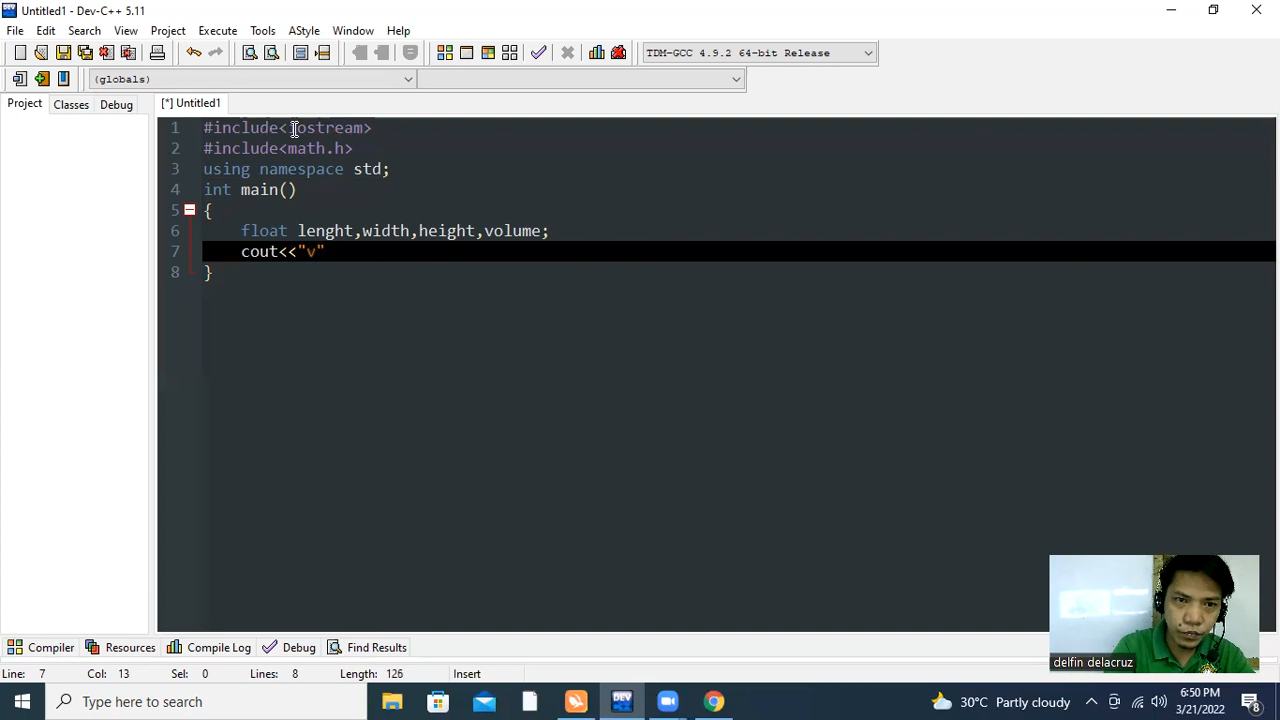 Untitled1 - Dev-C++ 5.11
File Edit Search View Project Execute Tools AStyle Window Help
TDM-GCC 4.9.2 64-bit Release
(globals)
Project Classes Debug [*] Untitled1
1 #include<iostream>
2 #include<math.h>
3 using namespace std;
4 int main()
5 {
6 float lenght,width,height,volume;
7 cout<<"v"
8 }
delfin delacruz
Compiler Resources Compile Log Debug Find Results
Line: 7 Col: 13 Sel: 0 Lines: 8 Length: 126 Insert
Type here to search
DEV
30°C Partly cloudy
6:50 PM
3/21/2022
8